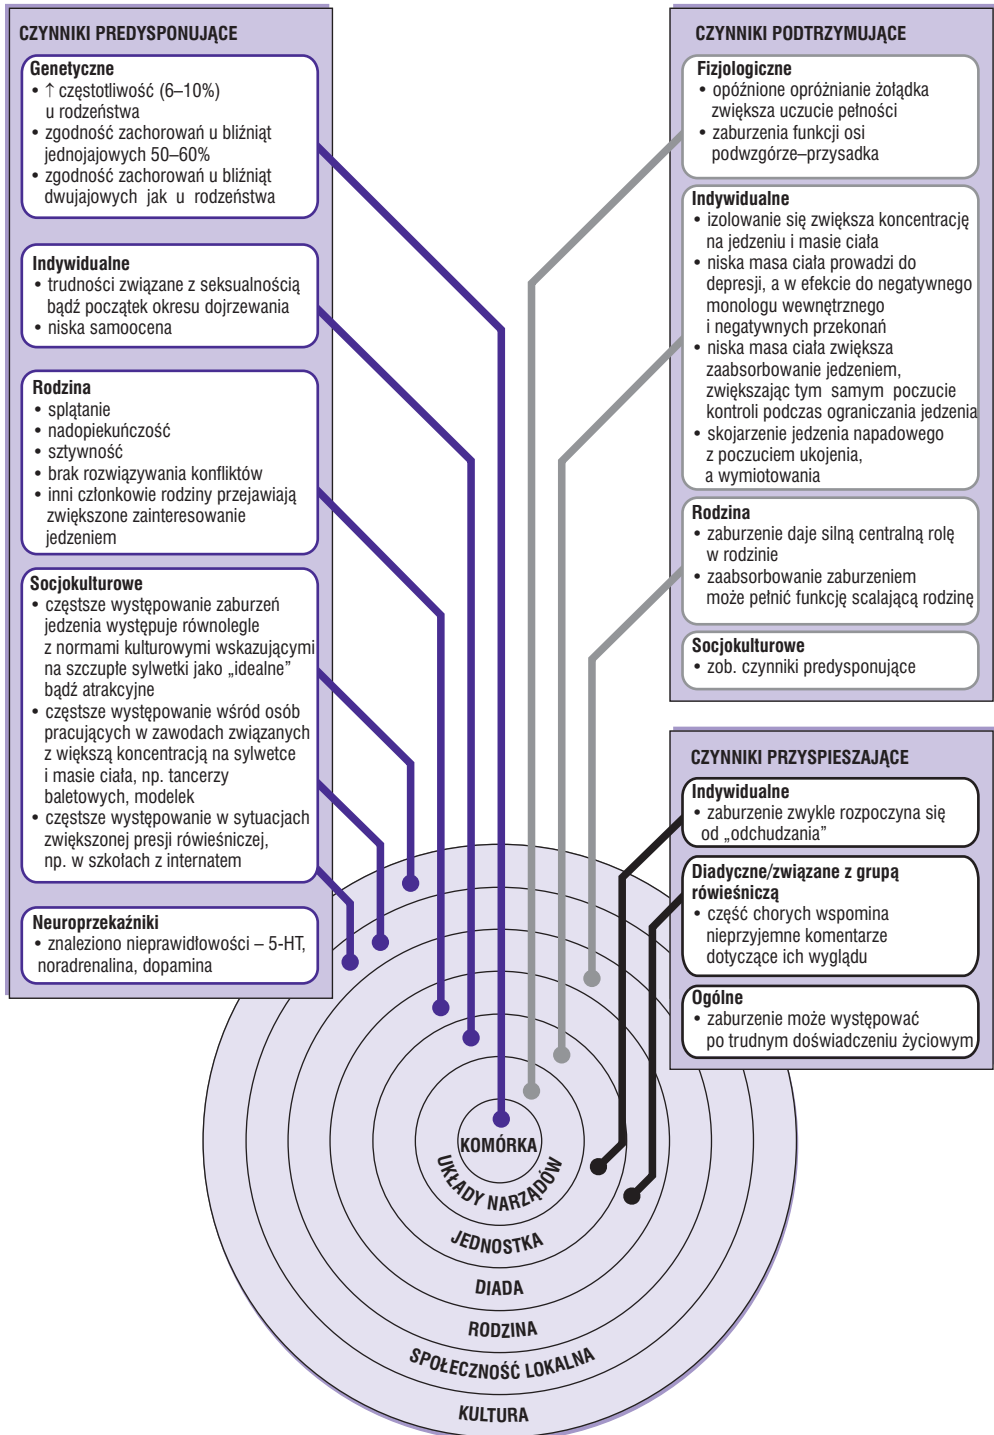 CZYNNIKI PREDYSPONUJĄCE
Genetyczne
• ↑ częstotliwość (6–10%)
u rodzeństwa
• zgodność zachorowań u bliźniąt
jednojajowych 50–60%
• zgodność zachorowań u bliźniąt
dwujajowych jak u rodzeństwa
Indywidualne
• trudności związane z seksualnością
bądź początek okresu dojrzewania
• niska samoocena
Rodzina
• splątanie
• nadopiekuńczość
• sztywność
• brak rozwiązywania konfliktów
• inni członkowie rodziny przejawiają
zwiększone zainteresowanie
jedzeniem
Socjokulturowe
• częstsze występowanie zaburzeń
jedzenia występuje równolegle
z normami kulturowymi wskazującymi
na szczupłe sylwetki jako „idealne”
bądź atrakcyjne
• częstsze występowanie wśród osób
pracujących w zawodach związanych
z większą koncentracją na sylwetce
i masie ciała, np. tancerzy
baletowych, modelek
• częstsze występowanie w sytuacjach
zwiększonej presji rówieśniczej,
np. w szkołach z internatem
Neuroprzekaźniki
• znaleziono nieprawidłowości – 5-HT,
noradrenalina, dopamina
CZYNNIKI PODTRZYMUJĄCE
Fizjologiczne
• opóźnione opróżnianie żołądka
zwiększa uczucie pełności
• zaburzenia funkcji osi
podwzgórze–przysadka
Indywidualne
• izolowanie się zwiększa koncentrację
na jedzeniu i masie ciała
• niska masa ciała prowadzi do
depresji, a w efekcie do negatywnego
monologu wewnętrznego
i negatywnych przekonań
• niska masa ciała zwiększa
zaabsorbowanie jedzeniem,
zwiększając tym samym poczucie
kontroli podczas ograniczania jedzenia
• skojarzenie jedzenia napadowego
z poczuciem ukojenia,
a wymiotowania
Rodzina
• zaburzenie daje silną centralną rolę
w rodzinie
• zaabsorbowanie zaburzeniem
może pełnić funkcję scalającą rodzinę
Socjokulturowe
• zob. czynniki predysponujące
CZYNNIKI PRZYSPIESZAJĄCE
Indywidualne
• zaburzenie zwykle rozpoczyna się
od „odchudzania”
Diadyczne/związane z grupą
rówieśniczą
• część chorych wspomina
nieprzyjemne komentarze
dotyczące ich wyglądu
Ogólne
• zaburzenie może występować
po trudnym doświadczeniu życiowym
KOMÓRKA
UKŁADY NARZĄDÓW
JEDNOSTKA
DIADA
RODZINA
SPOŁECZNOŚĆ LOKALNA
KULTURA